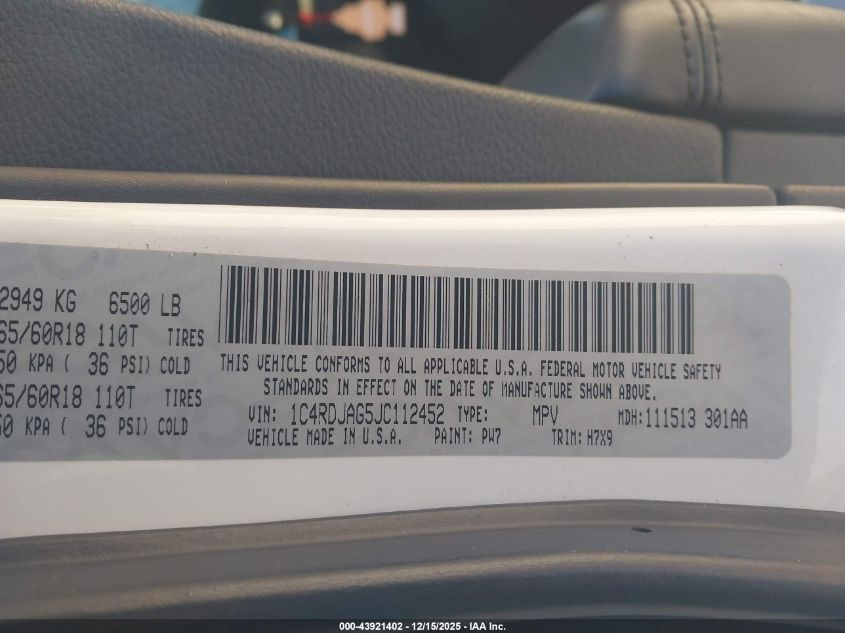 2949 KG 6500 LB
65/60R18 110T TIRES
50 KPA ( 36 PSI) COLD
65/60R18 110T TIRES
50 KPA ( 36 PSI) COLD
THIS VEHICLE CONFORMS TO ALL APPLICABLE U.S.A. FEDERAL MOTOR VEHICLE SAFETY
STANDARDS IN EFFECT ON THE DATE OF MANUFACTURE SHOWN ABOVE.
VIN: 1C4RDJAG5JC112452 TYPE: MPV MDH:111513 301AA
VEHICLE MADE IN U.S.A. PAINT: PW7 TRIM: H7X9
000-43921402 - 12/15/2025 - IAA Inc.